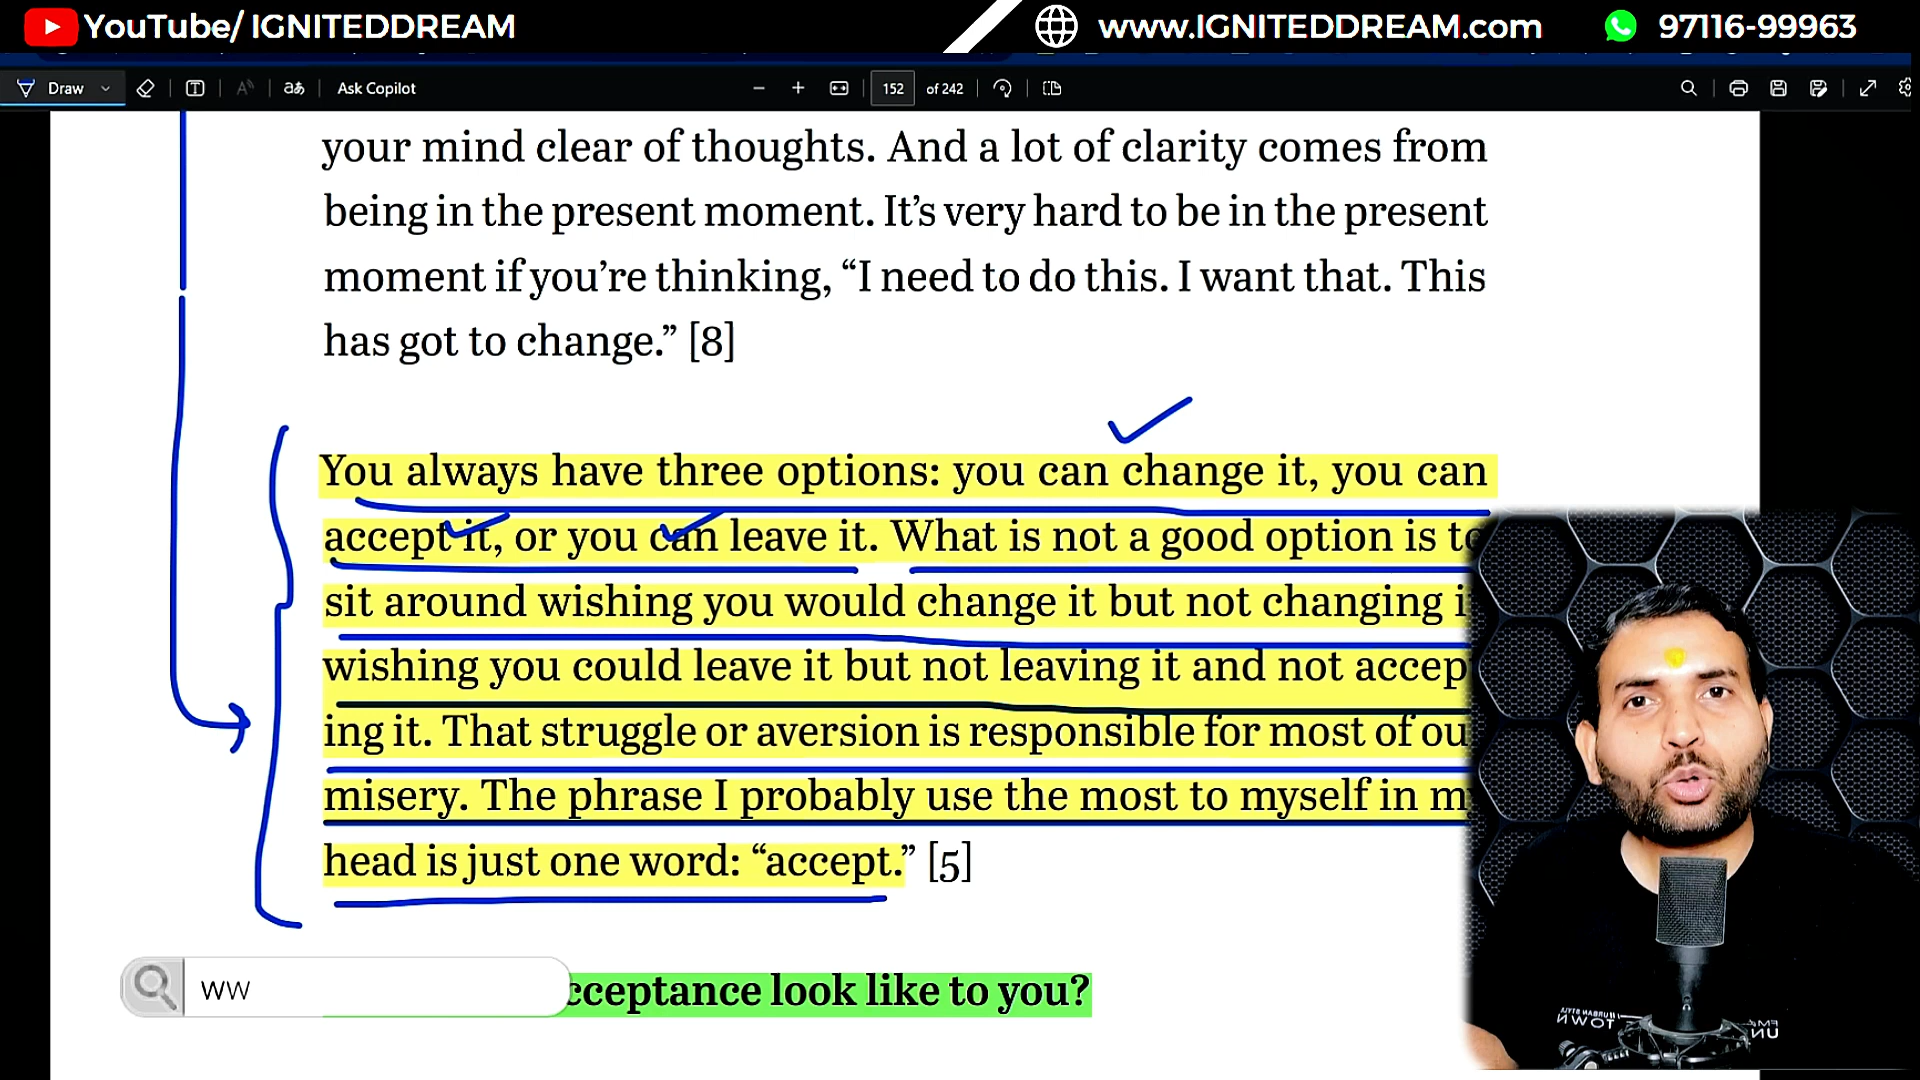 YouTube/ IGNITEDDREAM
www.IGNITEDDREAM.com
97116-99963
Draw
aあ
Ask Copilot
152 of 242
your mind clear of thoughts. And a lot of clarity comes from
being in the present moment. It’s very hard to be in the present
moment if you’re thinking, “I need to do this. I want that. This
has got to change.” [8]
You always have three options: you can change it, you can
accept it, or you can leave it. What is not a good option is to
sit around wishing you would change it but not changing i
wishing you could leave it but not leaving it and not accep
ing it. That struggle or aversion is responsible for most of ou
misery. The phrase I probably use the most to myself in m
head is just one word: “accept.” [5]
cceptance look like to you?
ww
TOWN